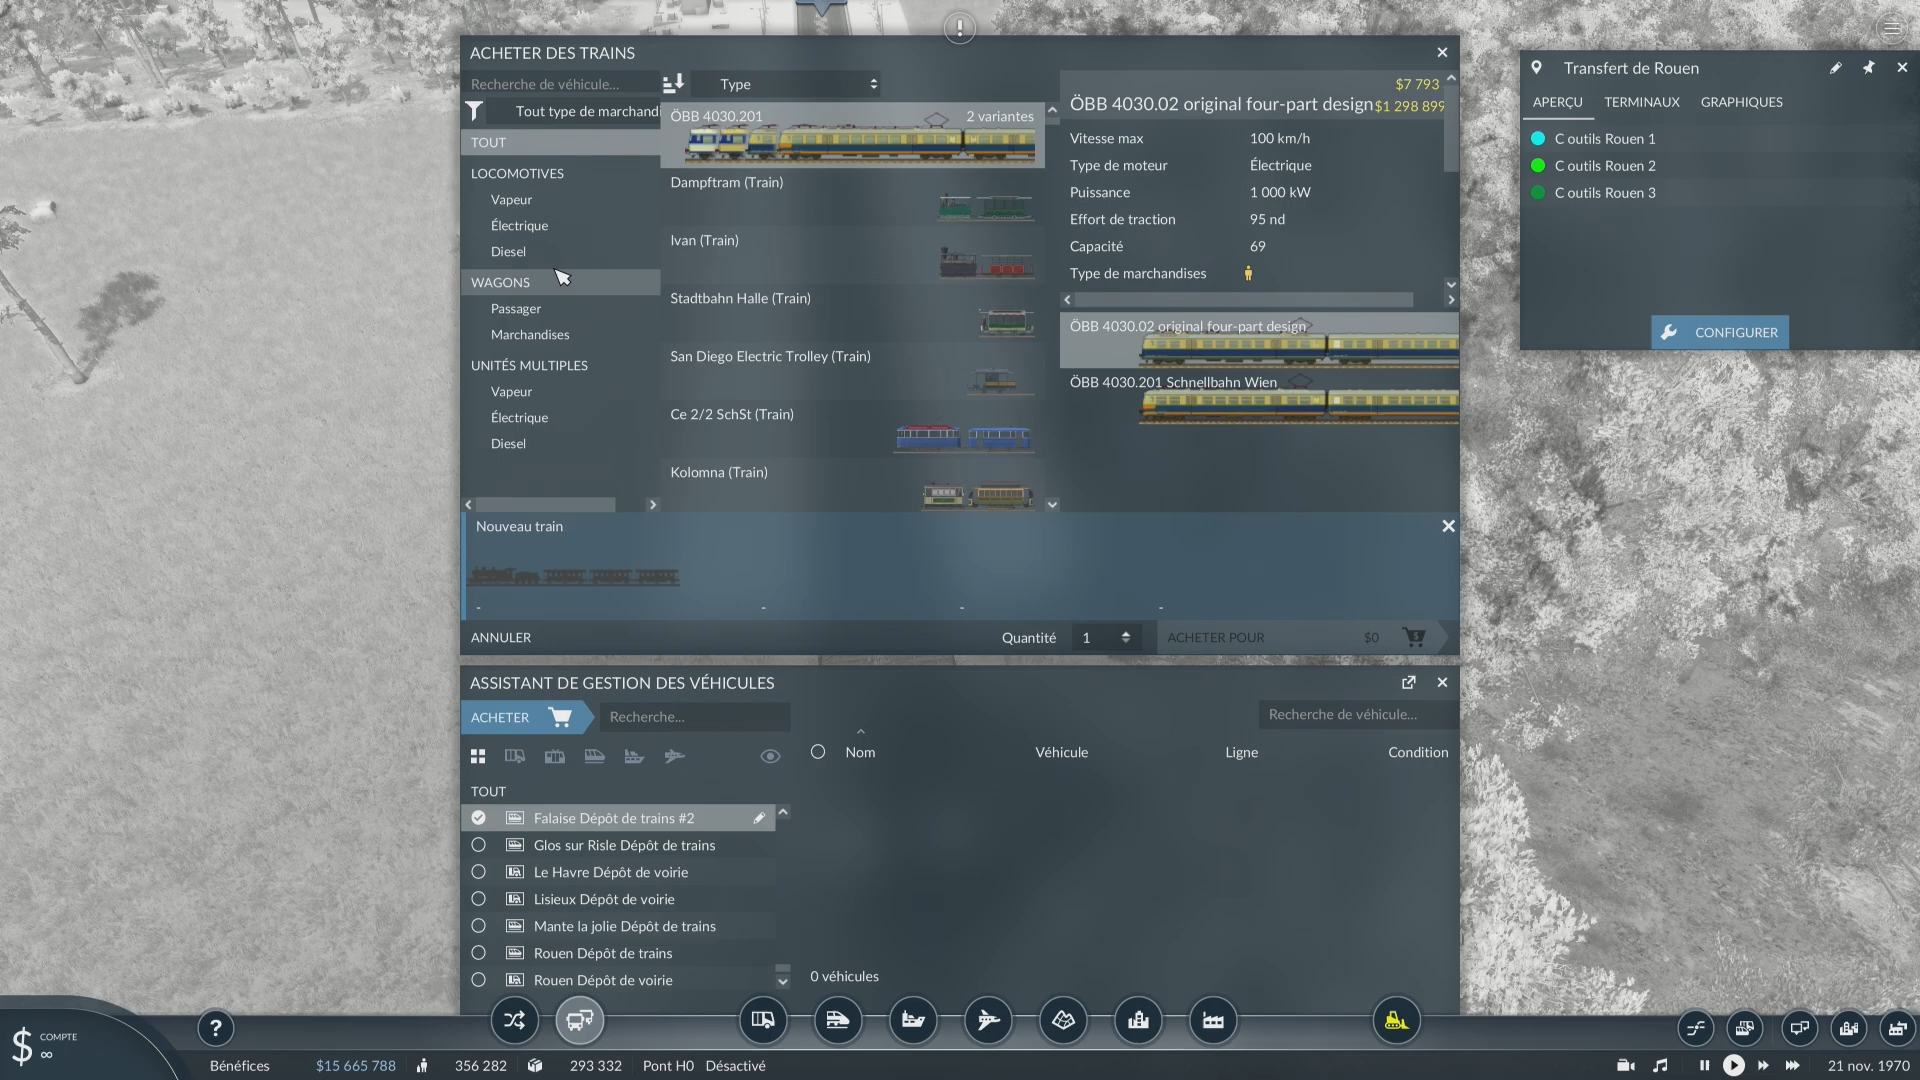 ACHETER DES TRAINS
Recherche de véhicule...
Type
Tout type de marchandi
TOUT
LOCOMOTIVES
Vapeur
Électrique
Diesel
WAGONS
Passager
Marchandises
UNITÉS MULTIPLES
Vapeur
Électrique
Diesel
ÖBB 4030.201
2 variantes
Dampftram (Train)
Ivan (Train)
Stadtbahn Halle (Train)
San Diego Electric Trolley (Train)
Ce 2/2 SchSt (Train)
Kolomna (Train)
$7 793
ÖBB 4030.02 original four-part design $1 298 899
Vitesse max 100 km/h
Type de moteur Électrique
Puissance 1 000 kW
Effort de traction 95 nd
Capacité 69
Type de marchandises
ÖBB 4030.02 original four-part design
ÖBB 4030.201 Schnellbahn Wien
Nouveau train
- - - -
ANNULER
Quantité 1
ACHETER POUR $0
Transfert de Rouen
APERÇU TERMINAUX GRAPHIQUES
C outils Rouen 1
C outils Rouen 2
C outils Rouen 3
CONFIGURER
ASSISTANT DE GESTION DES VÉHICULES
ACHETER
Recherche...
Recherche de véhicule...
Nom Véhicule Ligne Condition
TOUT
Falaise Dépôt de trains #2
Glos sur Risle Dépôt de trains
Le Havre Dépôt de voirie
Lisieux Dépôt de voirie
Mante la jolie Dépôt de trains
Rouen Dépôt de trains
Rouen Dépôt de voirie
0 véhicules
$ COMPTE
∞
?
Bénéfices $15 665 788 356 282 293 332 Pont H0 Désactivé
21 nov. 1970